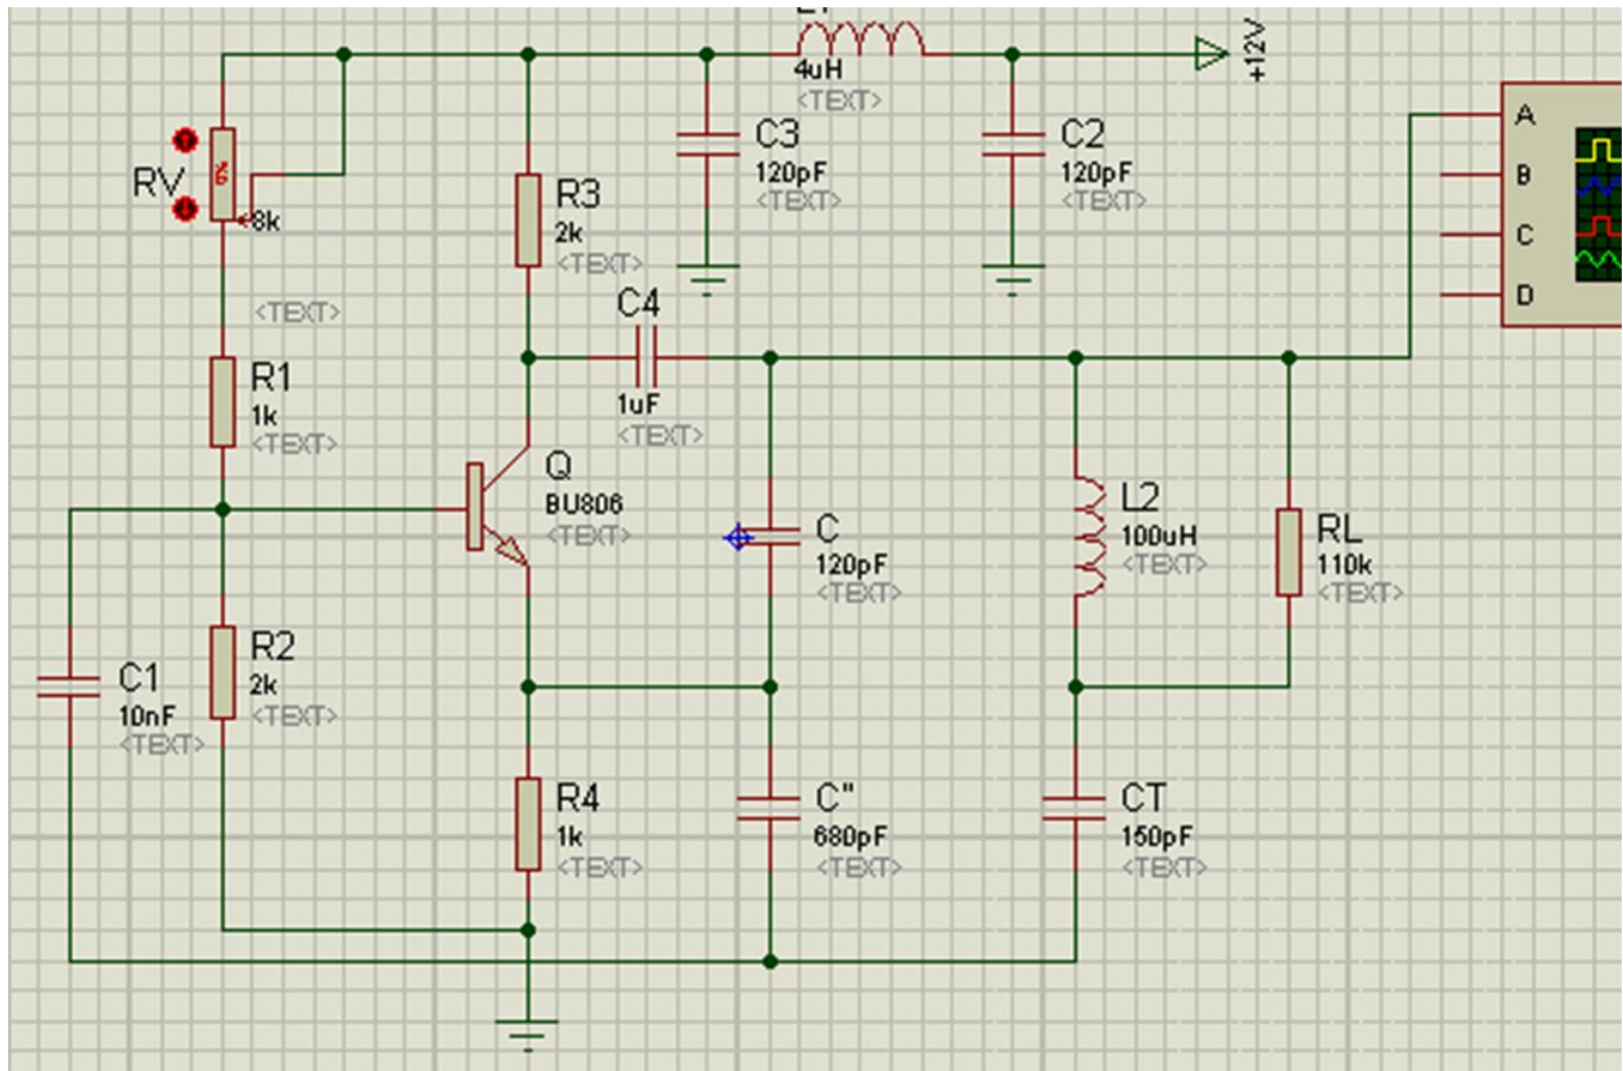 4uH
<TEXT>
+12V
RV
8k
<TEXT>
R3
2k
<TEXT>
C3
120pF
<TEXT>
C2
120pF
<TEXT>
A
B
C
D
R1
1k
<TEXT>
C4
1uF
<TEXT>
Q
BU806
<TEXT>
C
120pF
<TEXT>
L2
100uH
<TEXT>
RL
110k
<TEXT>
C1
10nF
<TEXT>
R2
2k
<TEXT>
R4
1k
<TEXT>
C"
680pF
<TEXT>
CT
150pF
<TEXT>